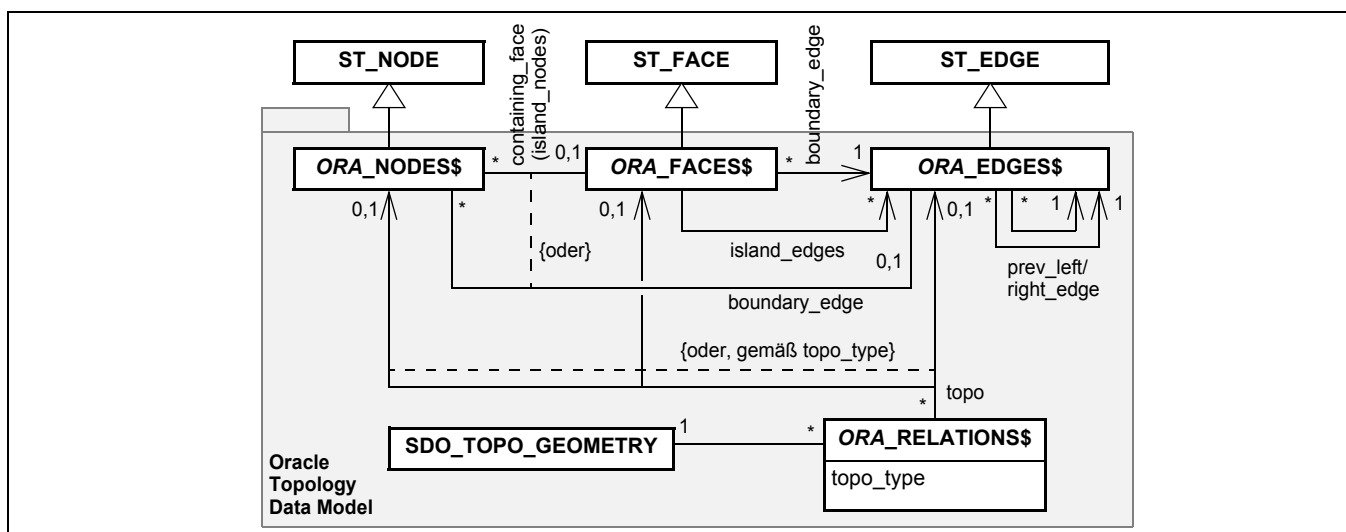 ST_NODE
containing_face
(island_nodes)
ST_FACE
boundary_edge
ST_EDGE
ORA_NODES$
*
0,1
ORA_FACES$
*
1
ORA_EDGES$
0,1
*
0,1
*
0,1
*
*
1
1
{oder}
island_edges
0,1
prev_left/
right_edge
boundary_edge
{oder, gemäß topo_type}
topo
*
SDO_TOPO_GEOMETRY
1
*
ORA_RELATIONS$
topo_type
Oracle
Topology
Data Model